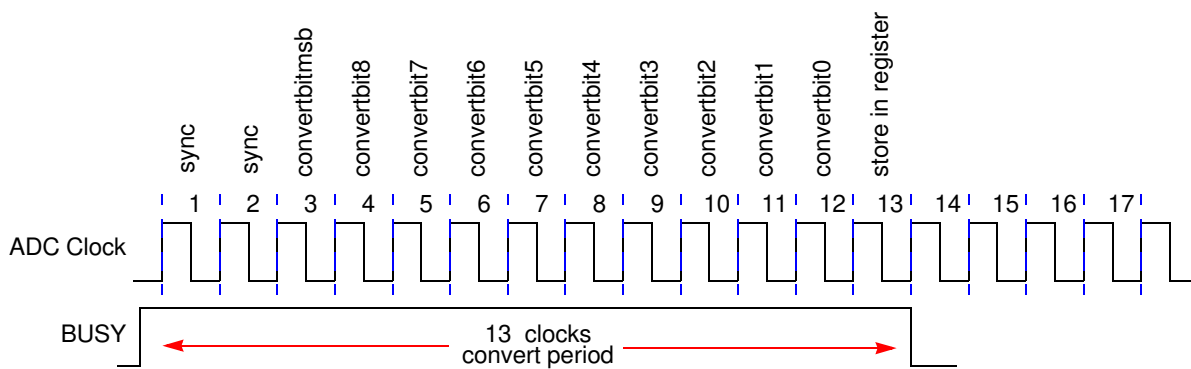 sync
sync
convertbitmsb
convertbit8
convertbit7
convertbit6
convertbit5
convertbit4
convertbit3
convertbit2
convertbit1
convertbit0
store in register
1 2 3 4 5 6 7 8 9 10 11 12 13 14 15 16 17
ADC Clock
BUSY
13 clocks
convert period